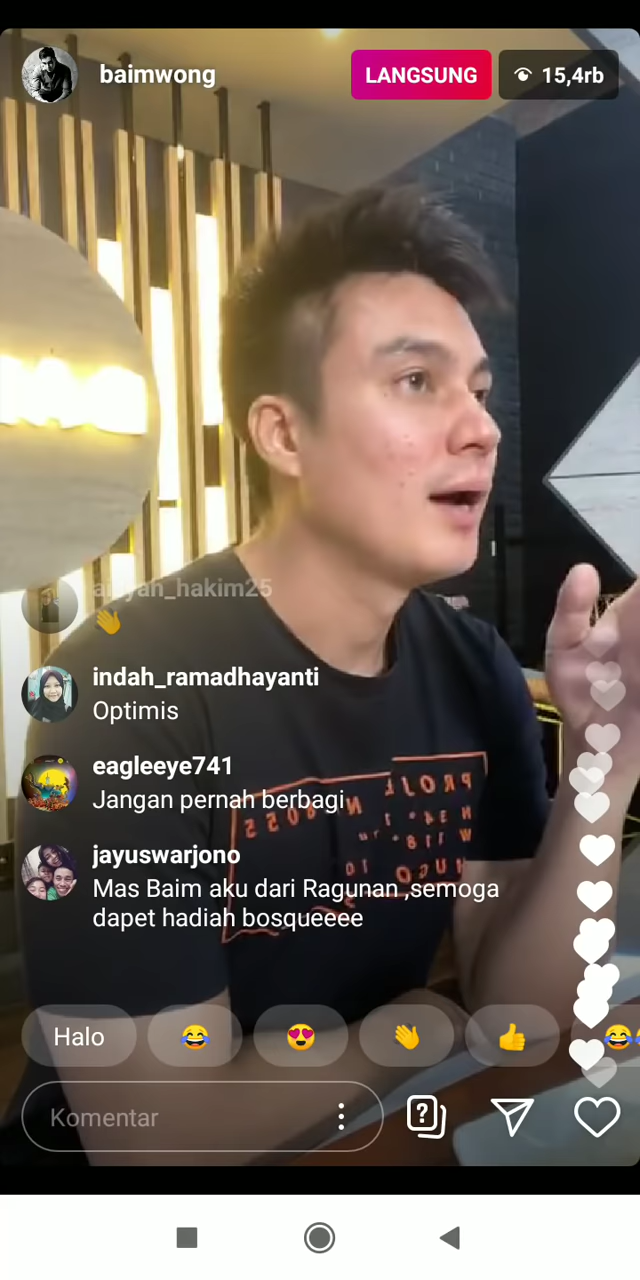 baimwong
LANGSUNG
15,4rb
aisyah_hakim25
👋
indah_ramadhayanti
Optimis
eagleeye741
Jangan pernah berbagi
jayuswarjono
Mas Baim aku dari Ragunan ,semoga
dapet hadiah bosqueeee
Halo
Komentar